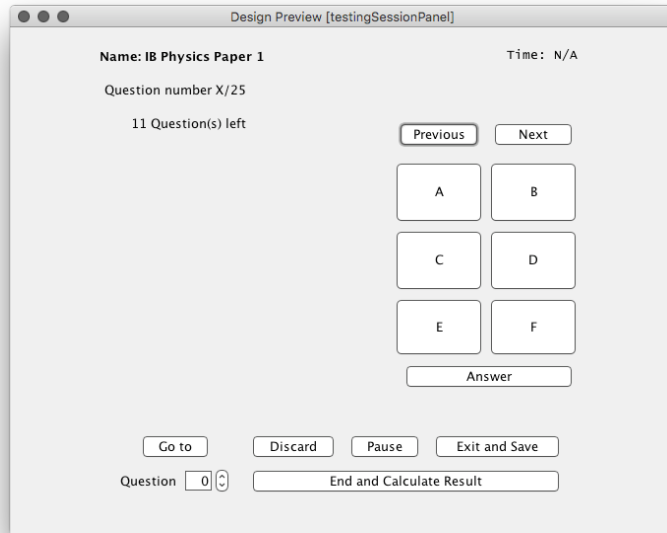 Design Preview [testingSessionPanel]
Name: IB Physics Paper 1
Time: N/A
Question number X/25
11 Question(s) left
Previous
Next
A
B
C
D
E
F
Answer
Go to
Discard
Pause
Exit and Save
Question
0
End and Calculate Result